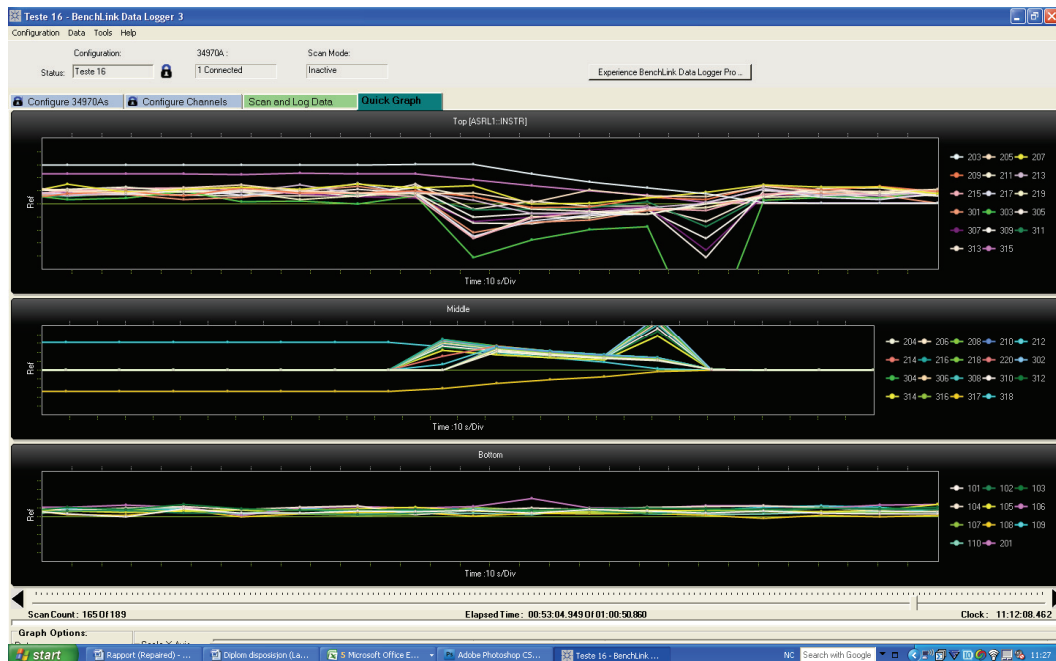 Teste 16 - BenchLink Data Logger 3
Configuration Data Tools Help
Configuration: 34970A : Scan Mode:
Status: Teste 16 1 Connected Inactive Experience BenchLink Data Logger Pro ...
Configure 34970As Configure Channels Scan and Log Data Quick Graph
Top [ASRL1::INSTR]
Ref
203 205 207
209 211 213
215 217 219
301 303 305
307 309 311
313 315
Time :10 s/Div
Middle
Ref
204 206 208 210 212
214 216 218 220 302
304 306 308 310 312
314 316 317 318
Time :10 s/Div
Bottom
Ref
101 102 103
104 105 106
107 108 109
110 201
Time :10 s/Div
Scan Count: 165 Of 189 Elapsed Time: 00:53:04.949 Of 01:00:50.860 Clock: 11:12:08.462
Graph Options:
start Rapport (Repaired) -... Diplom disposisjon (La... 5 Microsoft Office E... Adobe Photoshop CS... Teste 16 - BenchLink ... NC Search with Google 11:27